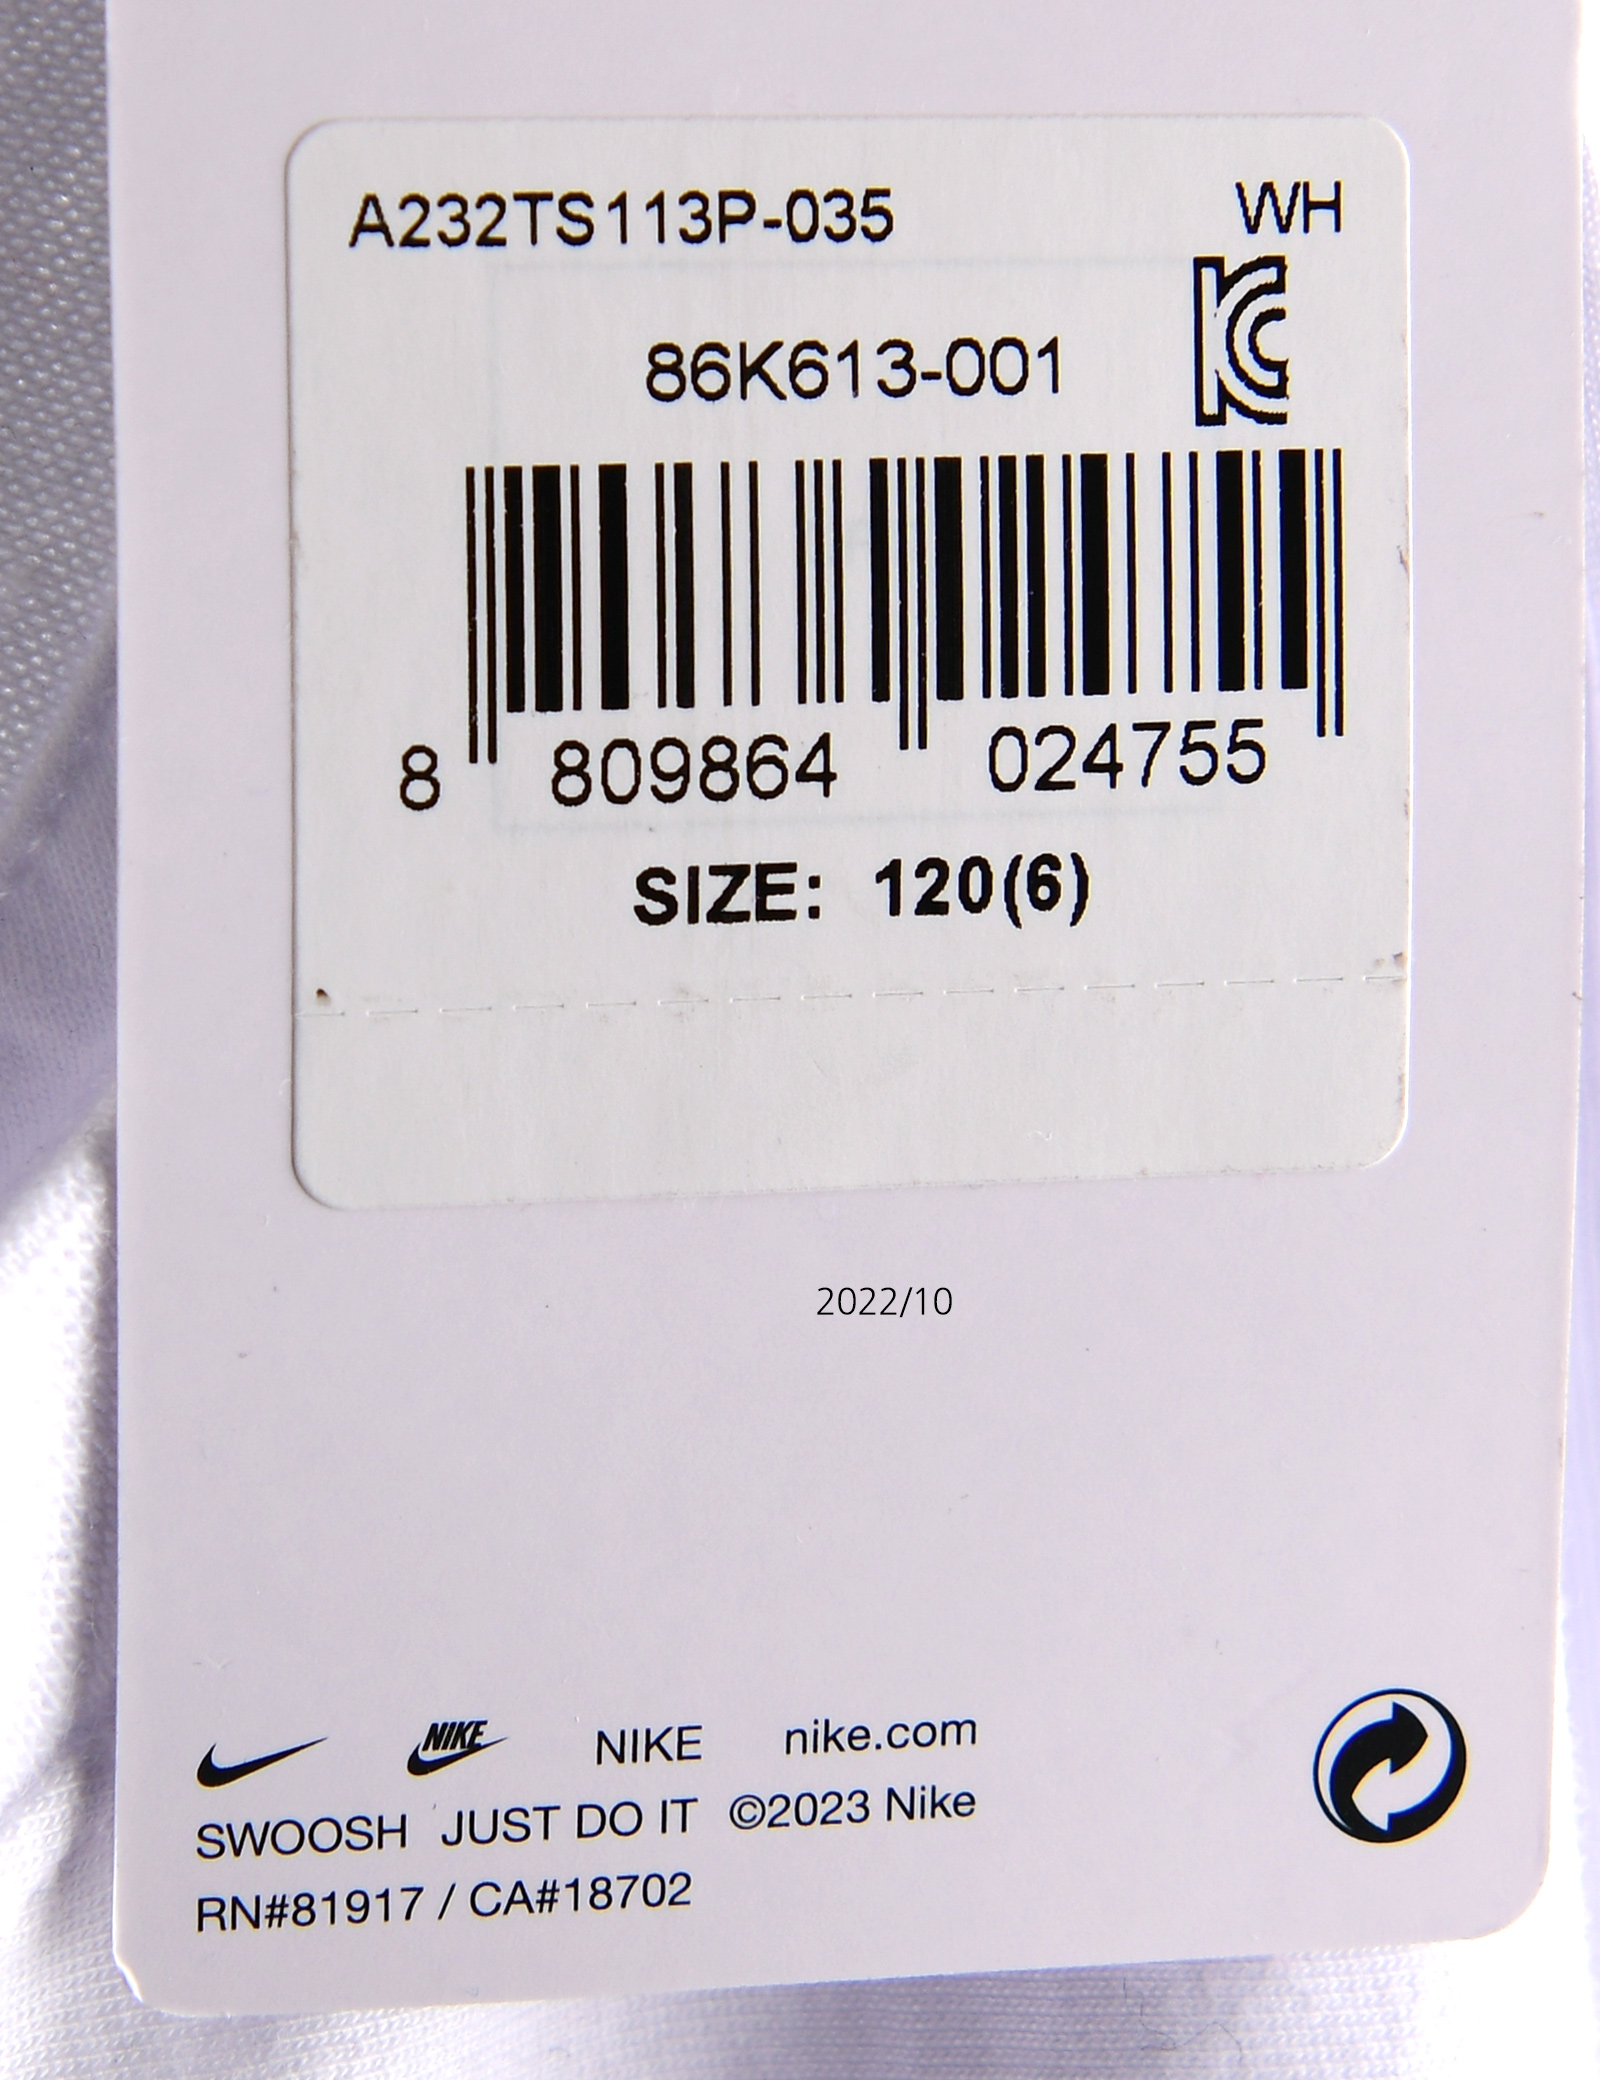 A232TS113P-035 WH
86K613-001
8 809864 024755
SIZE: 120(6)
2022/10
NIKE NIKE nike.com
SWOOSH JUST DO IT ©2023 Nike
RN#81917 / CA#18702